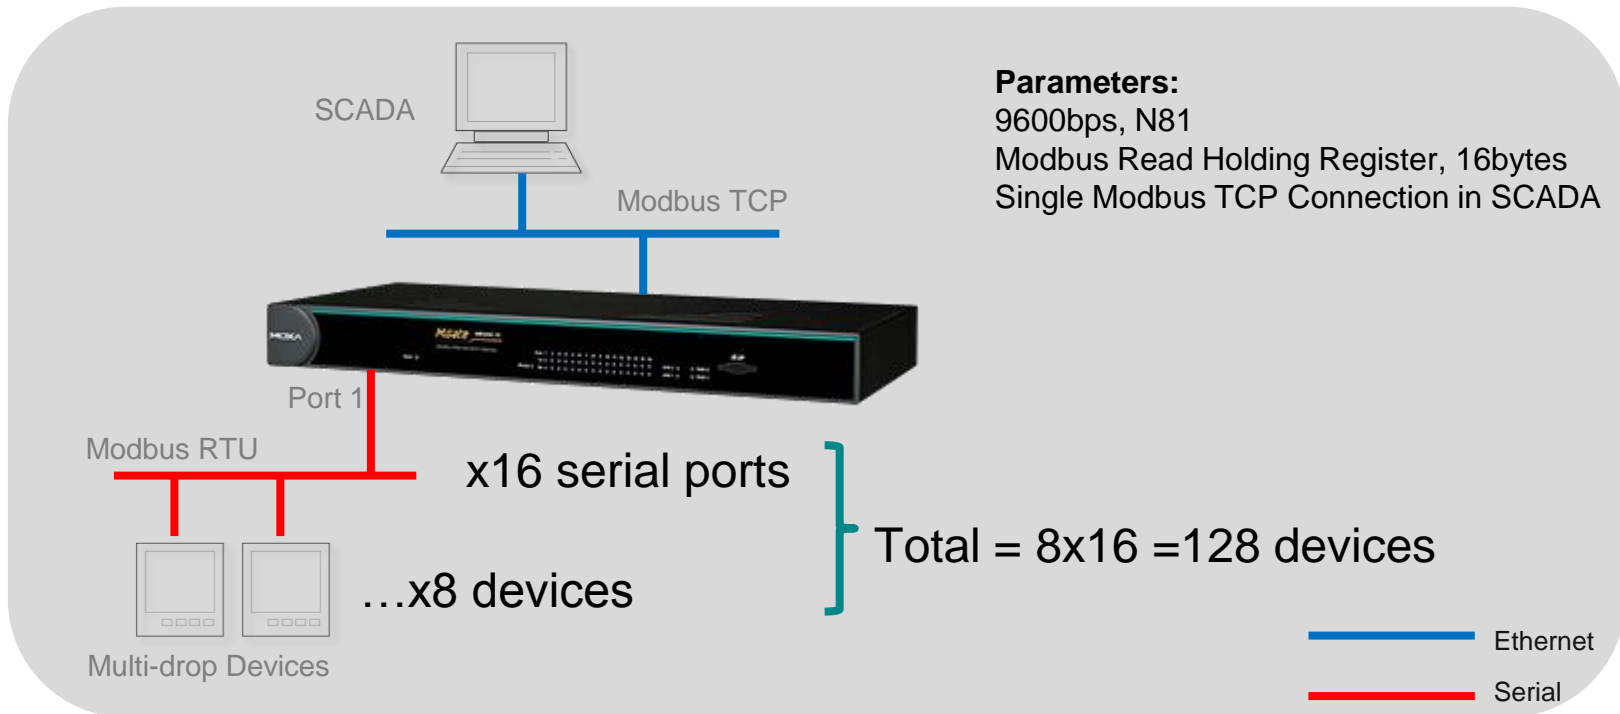 SCADA
Parameters:
9600bps, N81
Modbus Read Holding Register, 16bytes
Single Modbus TCP Connection in SCADA
Modbus TCP
MOXA
MGate
Port 1
Modbus RTU
x16 serial ports
Total = 8x16 =128 devices
…x8 devices
Multi-drop Devices
Ethernet
Serial